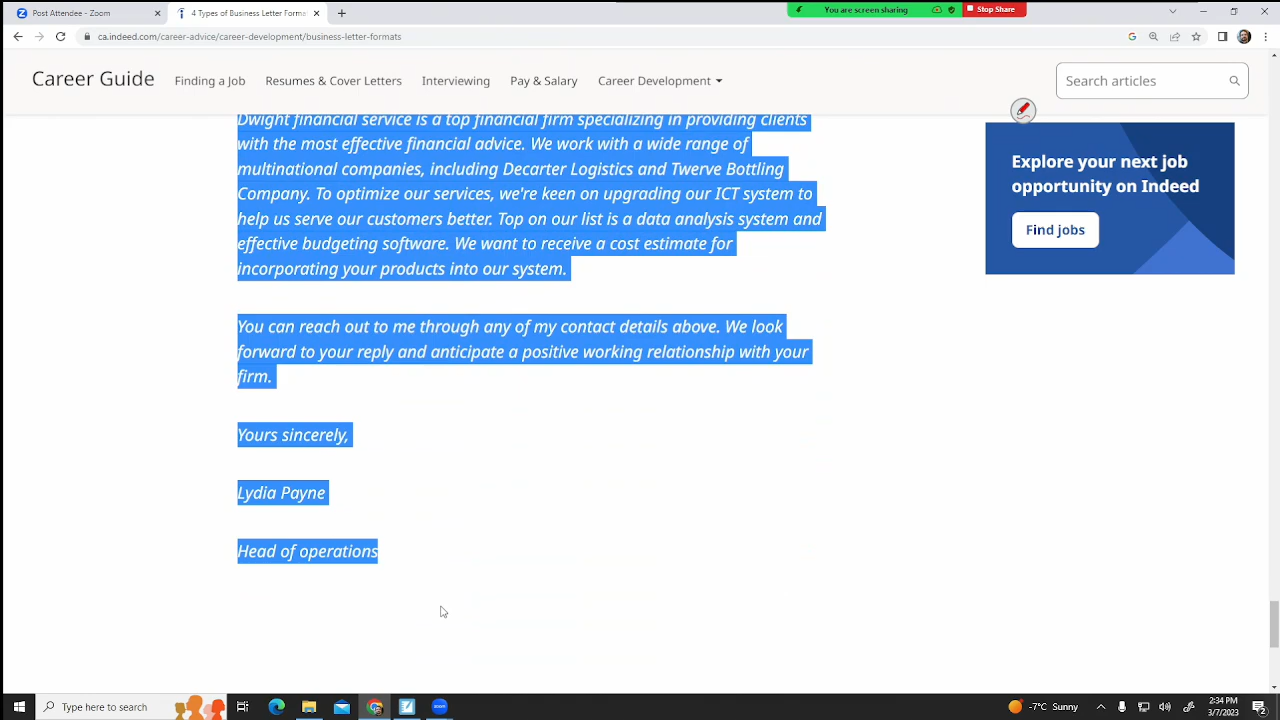 Post Attendee - Zoom
4 Types of Business Letter Forma
You are screen sharing
Stop Share
ca.indeed.com/career-advice/career-development/business-letter-formats
Career Guide
Finding a Job
Resumes & Cover Letters
Interviewing
Pay & Salary
Career Development
Search articles
Dwight financial service is a top financial firm specializing in providing clients
with the most effective financial advice. We work with a wide range of
multinational companies, including Decarter Logistics and Twerve Bottling
Company. To optimize our services, we're keen on upgrading our ICT system to
help us serve our customers better. Top on our list is a data analysis system and
effective budgeting software. We want to receive a cost estimate for
incorporating your products into our system.
You can reach out to me through any of my contact details above. We look
forward to your reply and anticipate a positive working relationship with your
firm.
Yours sincerely,
Lydia Payne
Head of operations
Explore your next job
opportunity on Indeed
Find jobs
Type here to search
zoom
-7°C Sunny
2:34 PM
3/7/2023
2